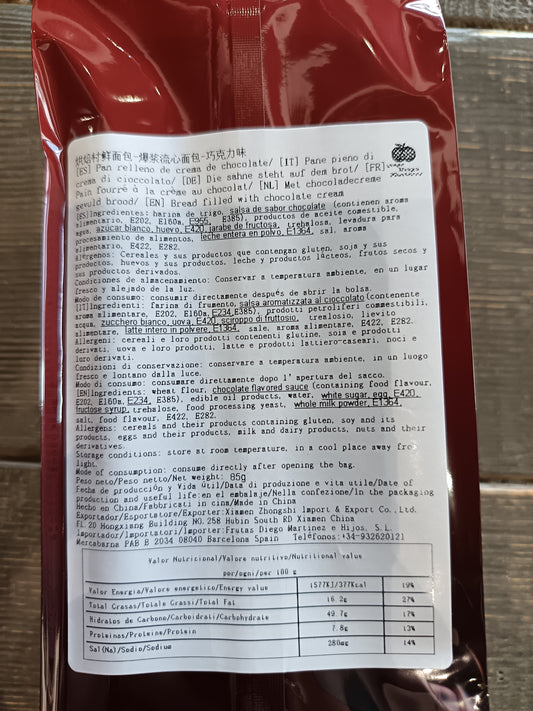 烘焙村鲜面包-爆浆流心面包-巧克力味
[ES] Pan relleno de crema de chocolate/ [IT] Pane pieno di
crema di cioccolato/ [DE] Die sahne steht auf dem brot/ [FR]
Pain fourré à la crème au chocolat/ [NL] Met chocoladecreme
gevuld brood/ [EN] Bread filled with chocolate cream
[ES]Ingredientes: harina de trigo, salsa de sabor chocolate (contienen aroma
alimentario, E202, E160a, E955, E385), productos de aceite comestible,
agua, azúcar blanco, huevo, E420, jarabe de fructosa, trehalosa, levadura para
procesamiento de alimentos, leche entera en polvo, E1364, sal, aroma
alimentario, E422, E282.
Alérgenos: Cereales y sus productos que contengan gluten, soja y sus
productos, huevos y sus productos, leche y productos lácteos, frutos secos y
sus productos derivados.
Condiciones de almacenamiento: Conservar a temperatura ambiente, en un lugar
fresco y alejado de la luz.
Modo de consumo: consumir directamente después de abrir la bolsa.
[IT]Ingredienti: farina di frumento, salsa aromatizzata al cioccolato(contenente
aroma alimentare, E202, E160a, E234, E385), prodotti petroliferi commestibili,
acqua, zucchero bianco, uova, E420, sciroppo di fruttosio, trealosio, lievito
alimentare, latte intero in polvere, E1364, sale, aroma alimentare, E422, E282.
Allergeni: cereali e loro prodotti contenenti glutine, soia e prodotti
derivati, uova e loro prodotti, latte e prodotti lattiero-caseari, noci e
loro derivati.
Condizioni di conservazione: conservare a temperatura ambiente, in un luogo
fresco e lontano dalla luce.
Modo di consumo: consumare direttamente dopo l'apertura del sacco.
[EN]Ingredients: wheat flour, chocolate flavored sauce (containing food flavour,
E202, E160a, E234, E385), edible oil products, water, white sugar, egg, E420,
fructose syrup, trehalose, food processing yeast, whole milk powder, E1364,
salt, food flavour, E422, E282.
Allergens: cereals and their products containing gluten, soy and its
products, eggs and their products, milk and dairy products, nuts and their
derivatives.
Storage conditions: store at room temperature, in a cool place away from
light.
Mode of consumption: consume directly after opening the bag.
Peso neto/Peso netto/Net weight: 85g
Fecha de producción y Vida útil/Data di produzione e vita utile/Date of
production and useful life:en el embalaje/Nella confezione/In the packaging
Hecho en China/Fabbricati in cina/Made in China
Exportador/Esportatore/Exporter:Xiamen Zhongshi Import & Export Co.,Ltd.
Fl 20 Hongxiang Building NO.258 Hubin South RD Xiamen China
Importador/Importatori/Importer:Frutas Diego Martinez e Hijos, S.L.
Mercabarna PAB B 2034 08040 Barcelona Spain Teléfonos:+34-932620121
Valor Nutricional/Valore nutritivo/Nutritional value
por/ogni/per 100 g
Valor Energía/Valore energetico/Energy value 1577KJ/377Kcal 19%
Total Grasas/Totale Grassi/Total Fat 16.2g 27%
Hidratos de Carbono/Carboidrati/Carbohydrate 49.7g 17%
Proteinas/Proteine/Protein 7.8g 13%
Sal(Na)/Sodio/Sodium 280mg 14%